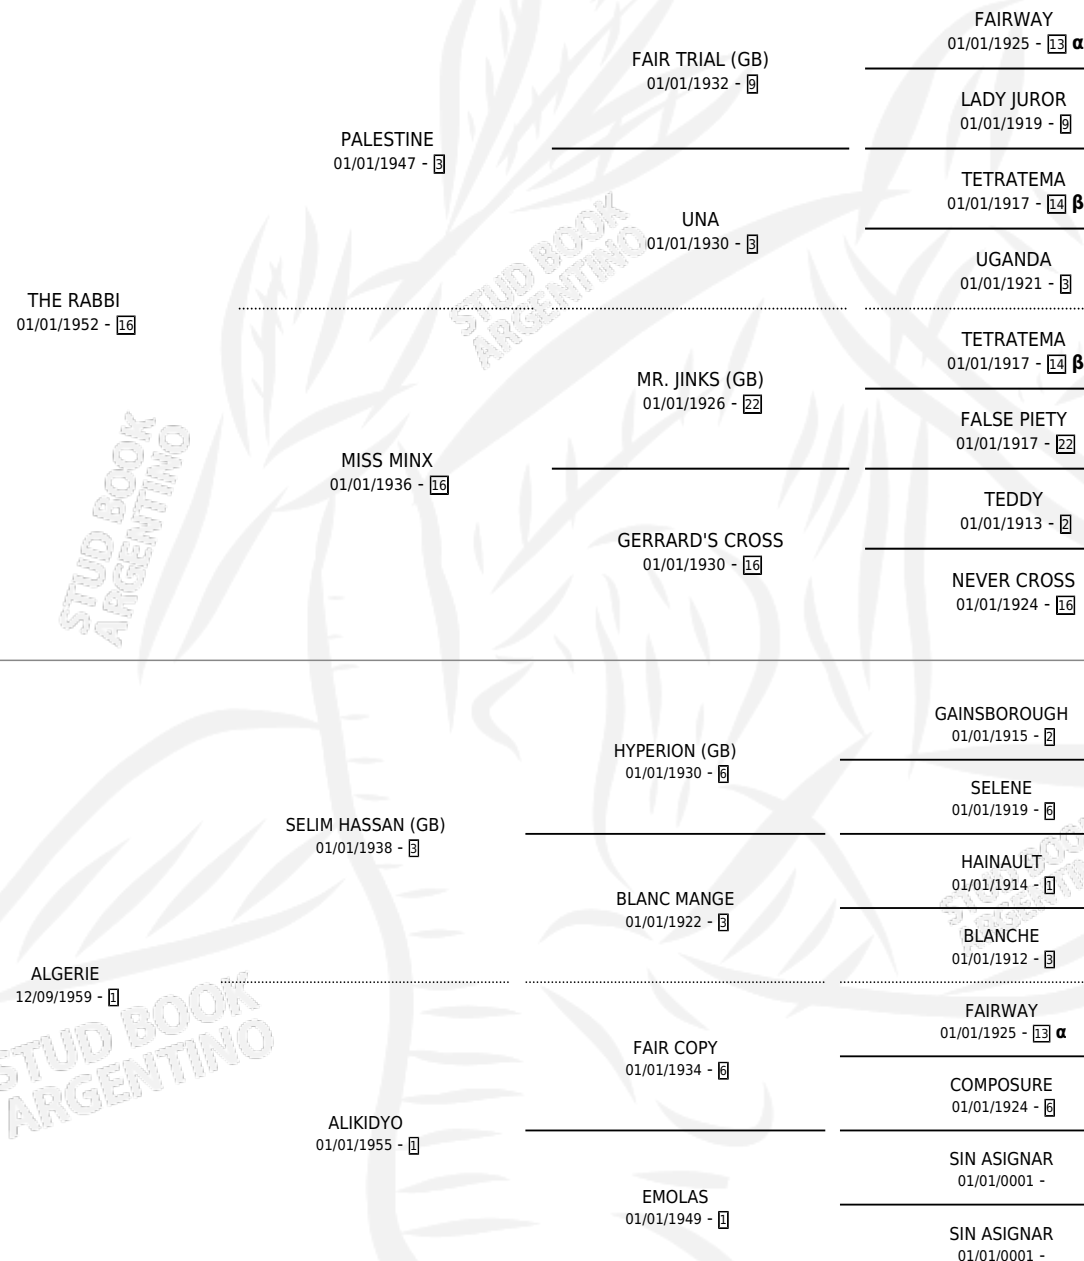 FAIRWAY
01/01/1925 - 13 α
FAIR TRIAL (GB)
01/01/1932 - 9
LADY JUROR
01/01/1919 - 9
PALESTINE
01/01/1947 - 3
TETRATEMA
01/01/1917 - 14 β
UNA
01/01/1930 - 3
UGANDA
01/01/1921 - 3
THE RABBI
01/01/1952 - 16
TETRATEMA
01/01/1917 - 14 β
MR. JINKS (GB)
01/01/1926 - 22
FALSE PIETY
01/01/1917 - 22
MISS MINX
01/01/1936 - 16
TEDDY
01/01/1913 - 2
GERRARD'S CROSS
01/01/1930 - 16
NEVER CROSS
01/01/1924 - 16
GAINSBOROUGH
01/01/1915 - 2
HYPERION (GB)
01/01/1930 - 6
SELENE
01/01/1919 - 6
SELIM HASSAN (GB)
01/01/1938 - 3
HAINAULT
01/01/1914 - 1
BLANC MANGE
01/01/1922 - 3
BLANCHE
01/01/1912 - 3
ALGERIE
12/09/1959 - 1
FAIRWAY
01/01/1925 - 13 α
FAIR COPY
01/01/1934 - 6
COMPOSURE
01/01/1924 - 6
ALIKIDYO
01/01/1955 - 1
SIN ASIGNAR
01/01/0001 -
EMOLAS
01/01/1949 - 1
SIN ASIGNAR
01/01/0001 -
STUD BOOK
ARGENTINO
STUD BOOK
ARGENTINO
STUD BOOK
ARGENTINO
STUD BOOK
ARGENTINO